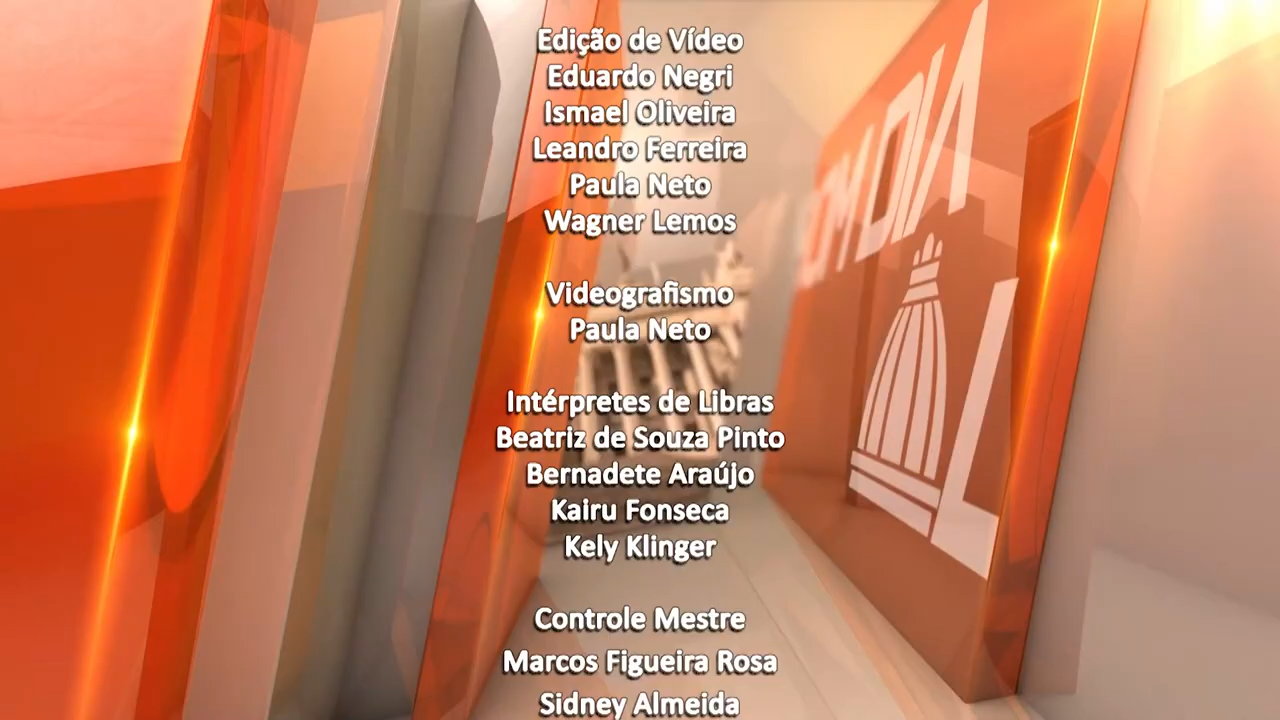 Edição de Vídeo
Eduardo Negri
Ismael Oliveira
Leandro Ferreira
Paula Neto
Wagner Lemos
Videografismo
Paula Neto
Intérpretes de Libras
Beatriz de Souza Pinto
Bernadete Araújo
Kairu Fonseca
Kely Klinger
Controle Mestre
Marcos Figueira Rosa
Sidney Almeida
DIA